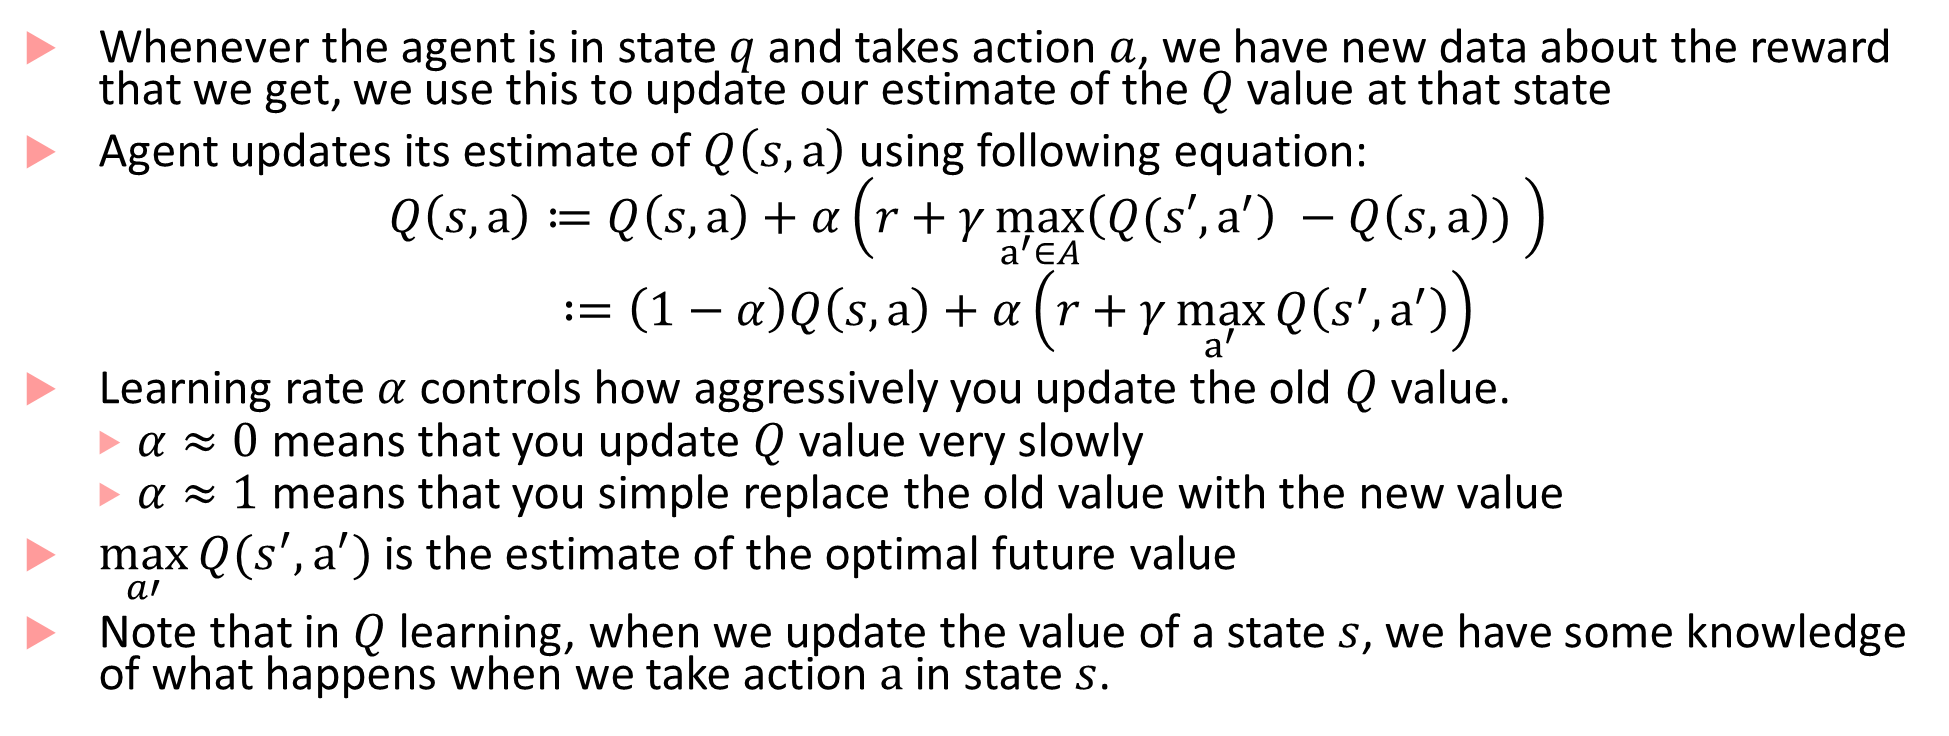 Whenever the agent is in state q and takes action a, we have new data about the reward
that we get, we use this to update our estimate of the Q value at that state
Agent updates its estimate of Q(s, a) using following equation:
Q(s, a) ≔ Q(s, a) + α (r + γ max(Q(s′, a′) − Q(s, a)) )
a′∈A
:= (1 − α)Q(s, a) + α (r + γ max Q(s′, a′))
a′
Learning rate α controls how aggressively you update the old Q value.
α ≈ 0 means that you update Q value very slowly
α ≈ 1 means that you simple replace the old value with the new value
max Q(s′, a′) is the estimate of the optimal future value
a′
Note that in Q learning, when we update the value of a state s, we have some knowledge
of what happens when we take action a in state s.